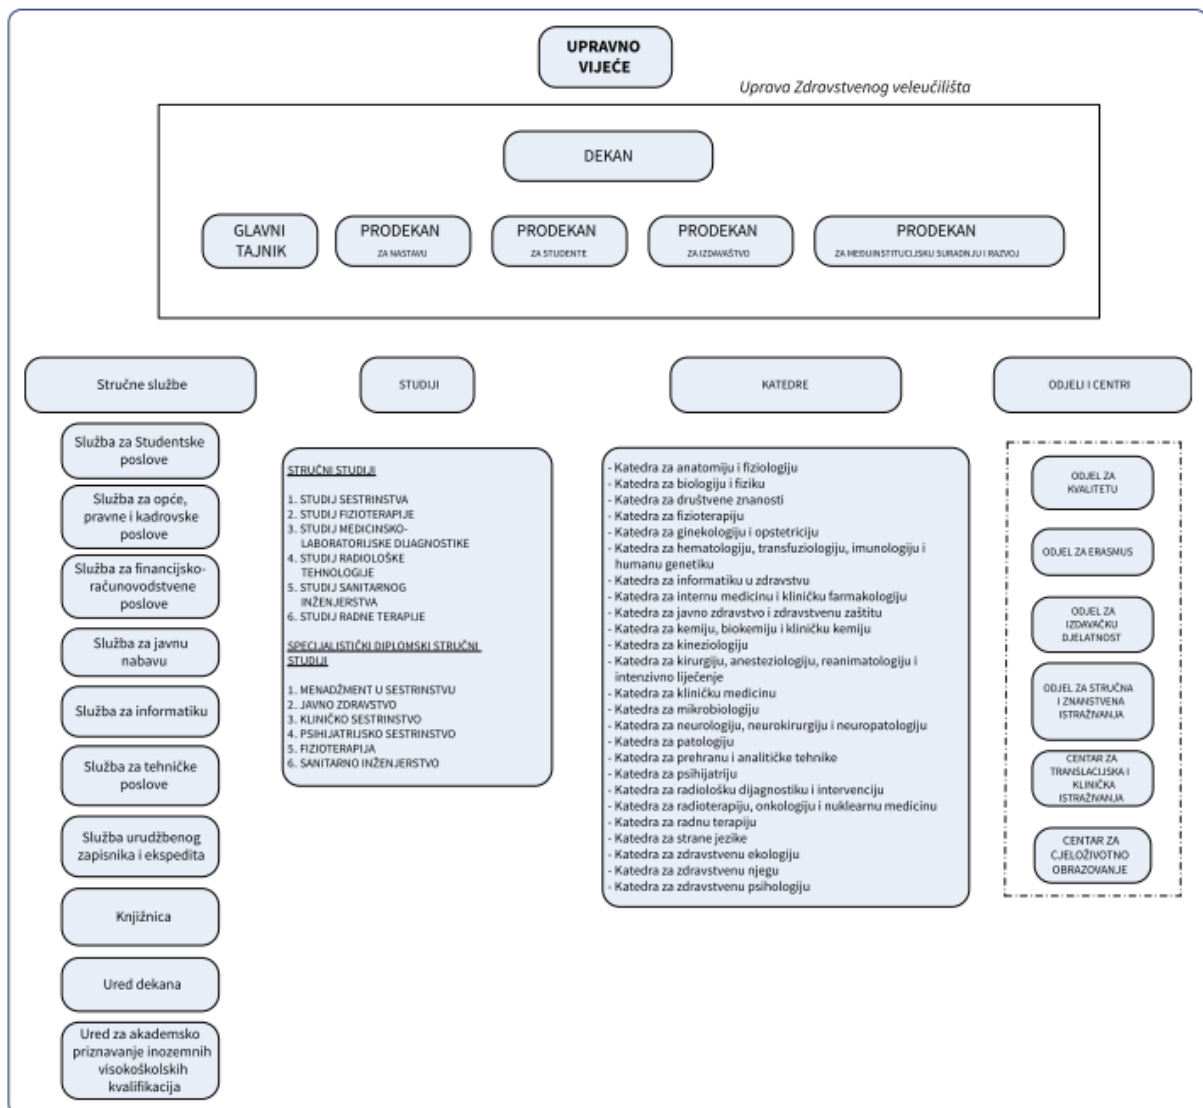 UPRAVNO
VIJEĆE
Uprava Zdravstvenog veleučilišta
DEKAN
GLAVNI
TAJNIK
PRODEKAN
ZA NASTAVU
PRODEKAN
ZA STUDENTE
PRODEKAN
ZA IZDAVAŠTVO
PRODEKAN
ZA MEĐUINSTITUCIJSKU SURADNJU I RAZVOJ
Stručne službe
Služba za Studentske
poslove
Služba za opće,
pravne i kadrovske
poslove
Služba za financijsko-
računovodstvene
poslove
Služba za javnu
nabavu
Služba za informatiku
Služba za tehničke
poslove
Služba urudžbenog
zapisnika i ekspedita
Knjižnica
Ured dekana
Ured za akademsko
priznavanje inozemnih
visokoškolskih
kvalifikacija
STUDIJI
STRUČNI STUDIJI
1. STUDIJ SESTRINSTVA
2. STUDIJ FIZIOTERAPIJE
3. STUDIJ MEDICINSKO-
LABORATORIJSKE DIJAGNOSTIKE
4. STUDIJ RADIOLOŠKE
TEHNOLOGIJE
5. STUDIJ SANITARNOG
INŽENJERSTVA
6. STUDIJ RADNE TERAPIJE
SPECIJALISTIČKI DIPLOMSKI STRUČNI
STUDIJI
1. MENADŽMENT U SESTRINSTVU
2. JAVNO ZDRAVSTVO
3. KLINIČKO SESTRINSTVO
4. PSIHIJATRIJSKO SESTRINSTVO
5. FIZIOTERAPIJA
6. SANITARNO INŽENJERSTVO
KATEDRE
- Katedra za anatomiju i fiziologiju
- Katedra za biologiju i fiziku
- Katedra za društvene znanosti
- Katedra za fizioterapiju
- Katedra za ginekologiju i opstetriciju
- Katedra za hematologiju, transfuziologiju, imunologiju i
humanu genetiku
- Katedra za informatiku u zdravstvu
- Katedra za internu medicinu i kliničku farmakologiju
- Katedra za javno zdravstvo i zdravstvenu zaštitu
- Katedra za kemiju, biokemiju i kliničku kemiju
- Katedra za kineziologiju
- Katedra za kirurgiju, anesteziologiju, reanimatologiju i
intenzivno liječenje
- Katedra za kliničku medicinu
- Katedra za mikrobiologiju
- Katedra za neurologiju, neurokirurgiju i neuropatologiju
- Katedra za patologiju
- Katedra za prehranu i analitičke tehnike
- Katedra za psihijatriju
- Katedra za radiološku dijagnostiku i intervenciju
- Katedra za radioterapiju, onkologiju i nuklearnu medicinu
- Katedra za radnu terapiju
- Katedra za strane jezike
- Katedra za zdravstvenu ekologiju
- Katedra za zdravstvenu njegu
- Katedra za zdravstvenu psihologiju
ODJELI I CENTRI
ODJEL ZA
KVALITETU
ODJEL ZA ERASMUS
ODJEL ZA
IZDAVAČKU
DJELATNOST
ODJEL ZA STRUČNA
I ZNANSTVENA
ISTRAŽIVANJA
CENTAR ZA
TRANSLACIJSKA I
KLINIČKA
ISTRAŽIVANJA
CENTAR ZA
CJELOŽIVOTNO
OBRAZOVANJE